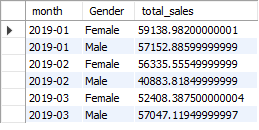 month Gender total_sales
2019-01 Female 59138.98200000001
2019-01 Male 57152.88599999999
2019-02 Female 56335.55549999999
2019-02 Male 40883.81849999999
2019-03 Female 52408.387500000004
2019-03 Male 57047.11949999997